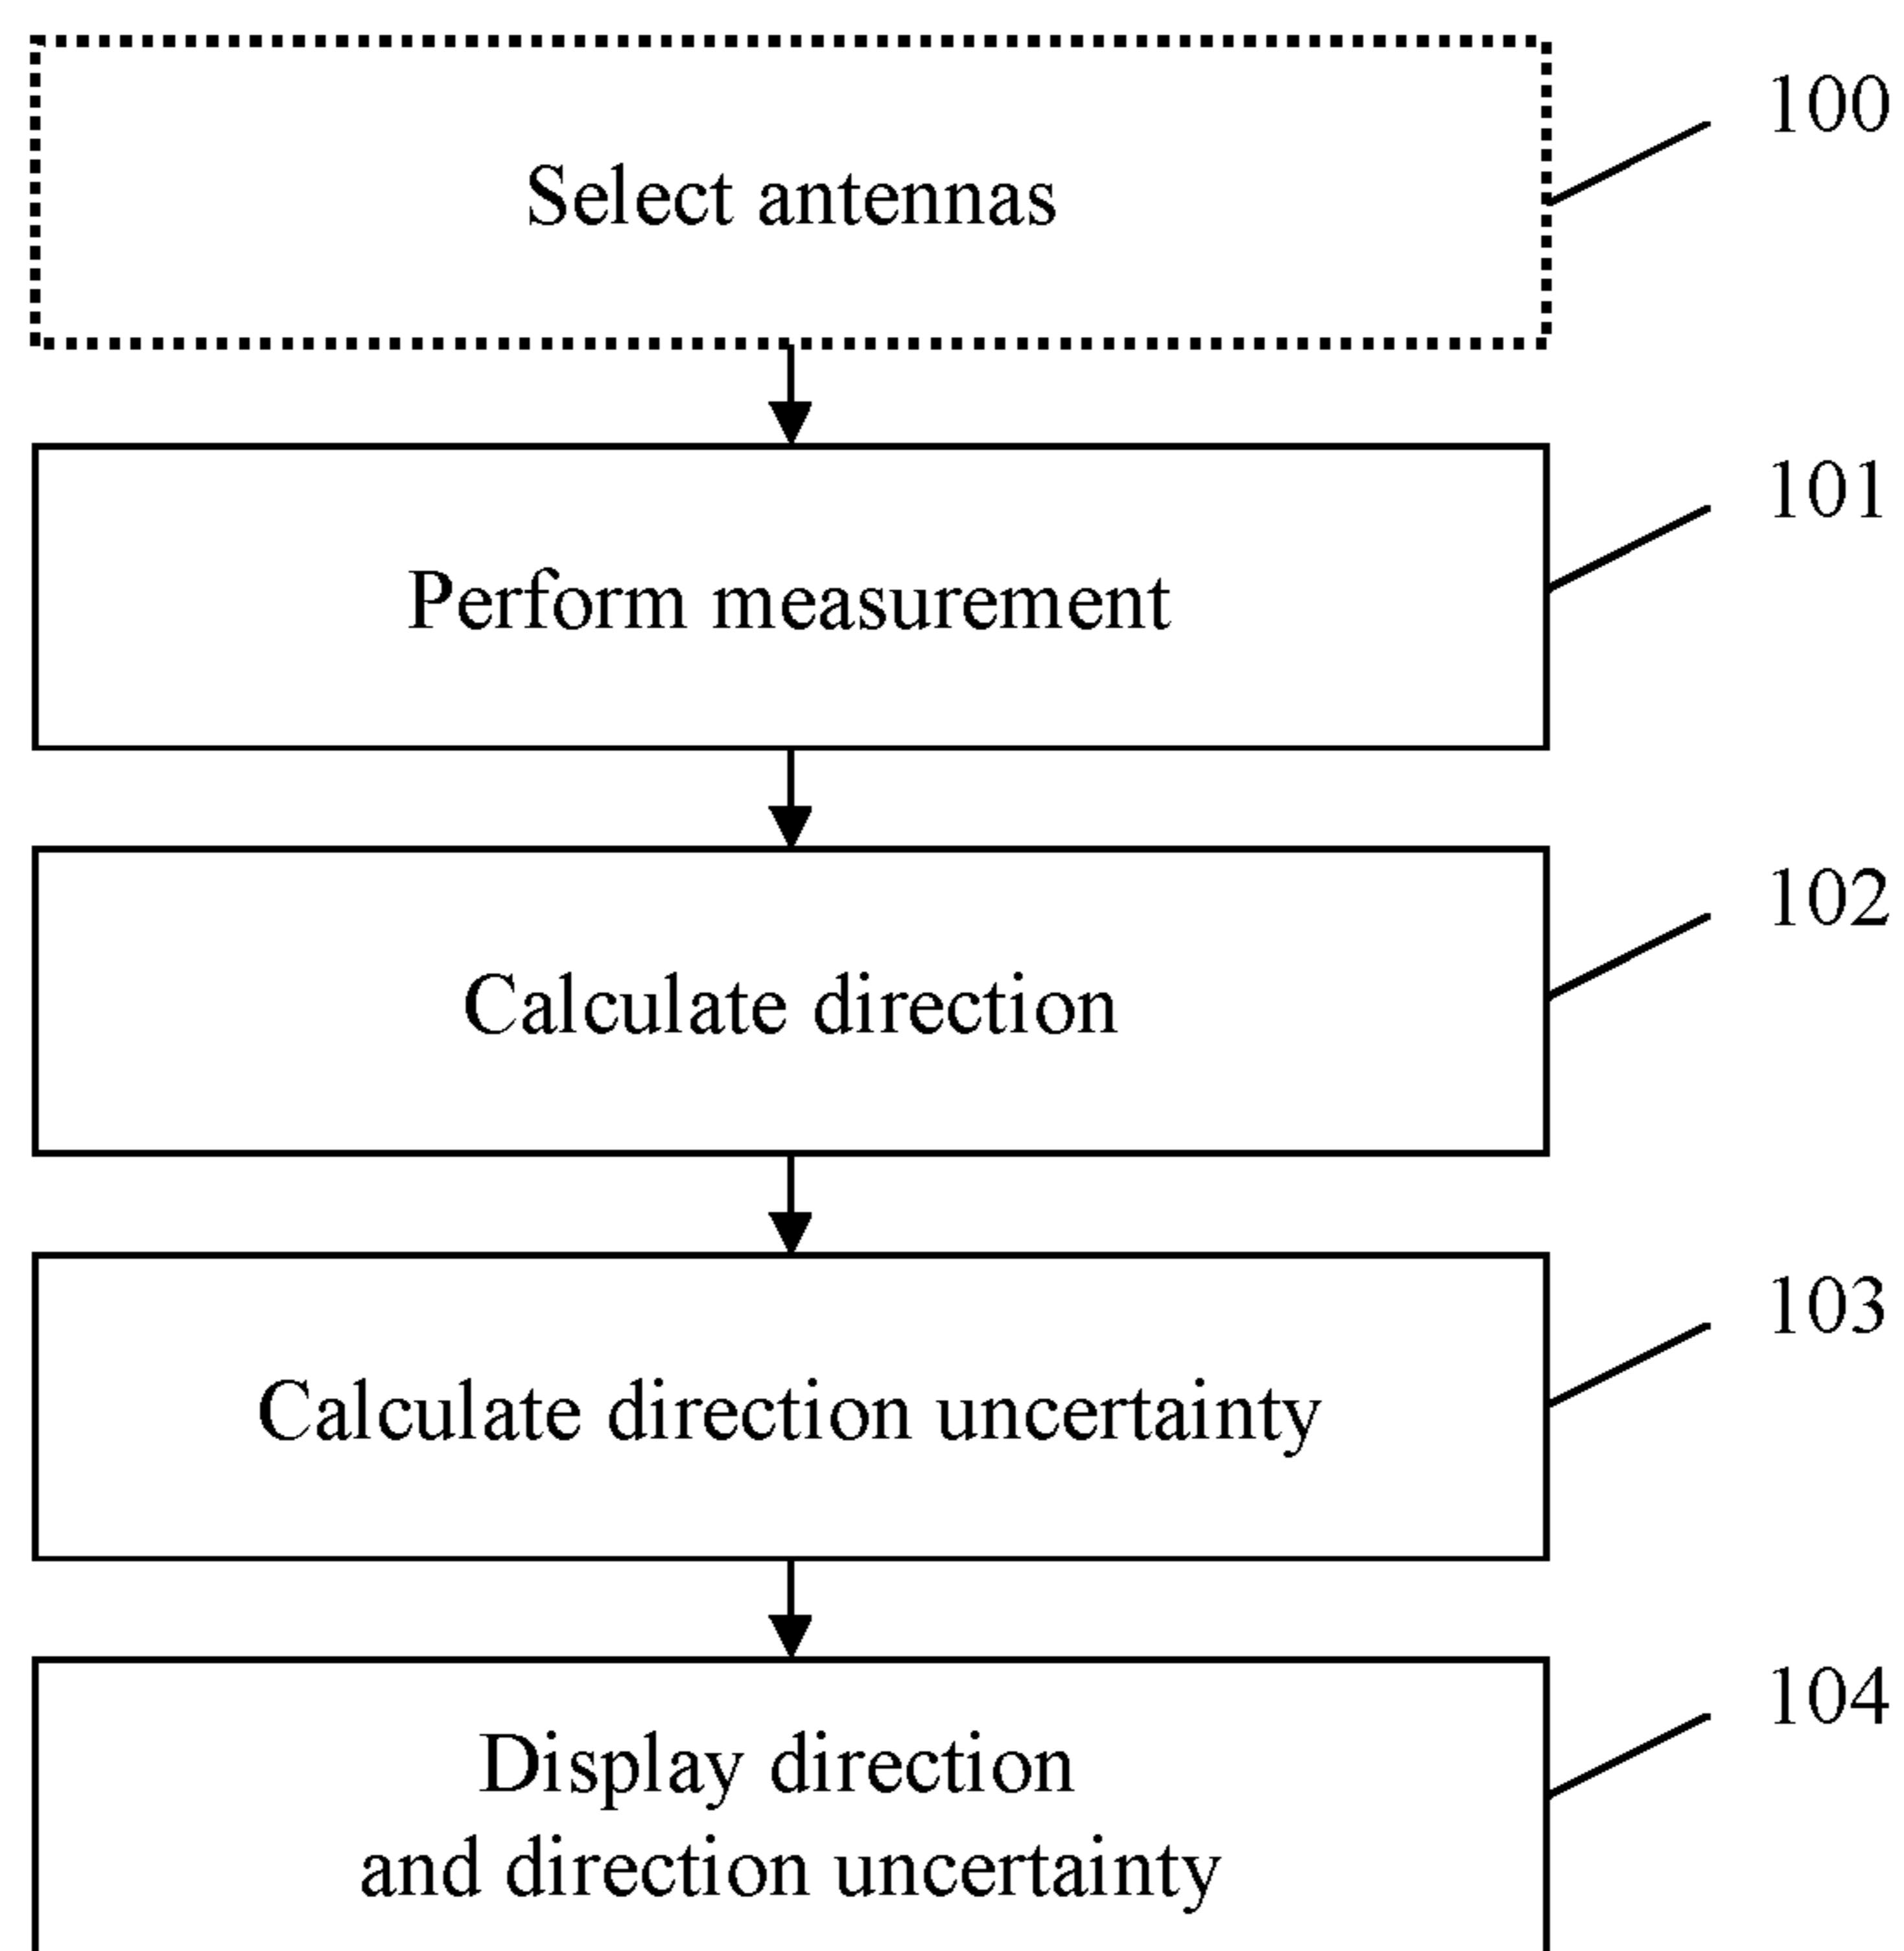 100
Select antennas
101
Perform measurement
102
Calculate direction
103
Calculate direction uncertainty
104
Display direction
and direction uncertainty